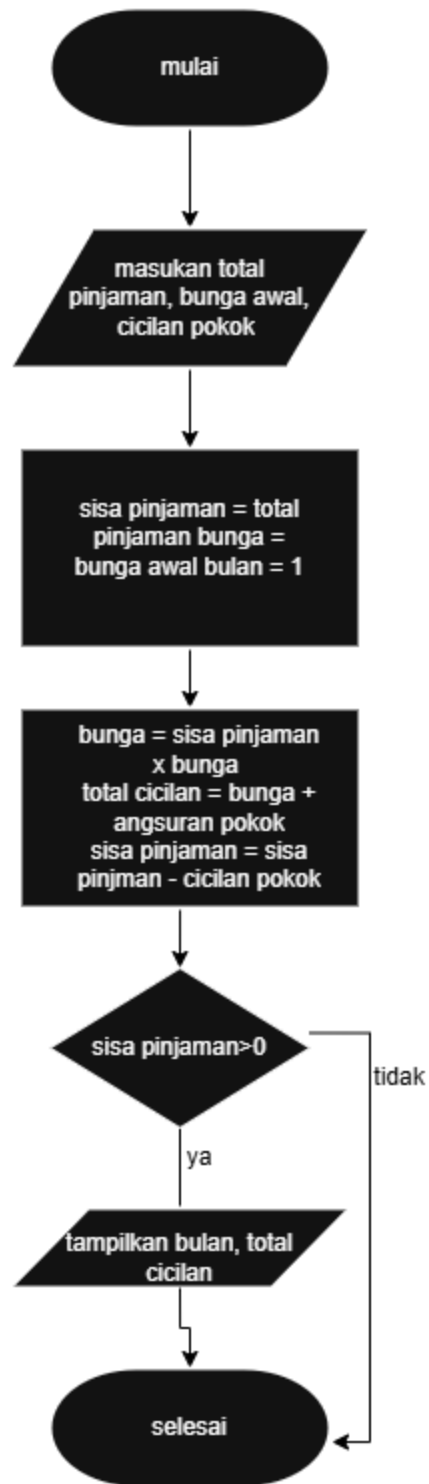 mulai
masukan total
pinjaman, bunga awal,
cicilan pokok
sisa pinjaman = total
pinjaman bunga =
bunga awal bulan = 1
bunga = sisa pinjaman
x bunga
total cicilan = bunga +
angsuran pokok
sisa pinjaman = sisa
pinjman - cicilan pokok
sisa pinjaman>0
tidak
ya
tampilkan bulan, total
cicilan
selesai